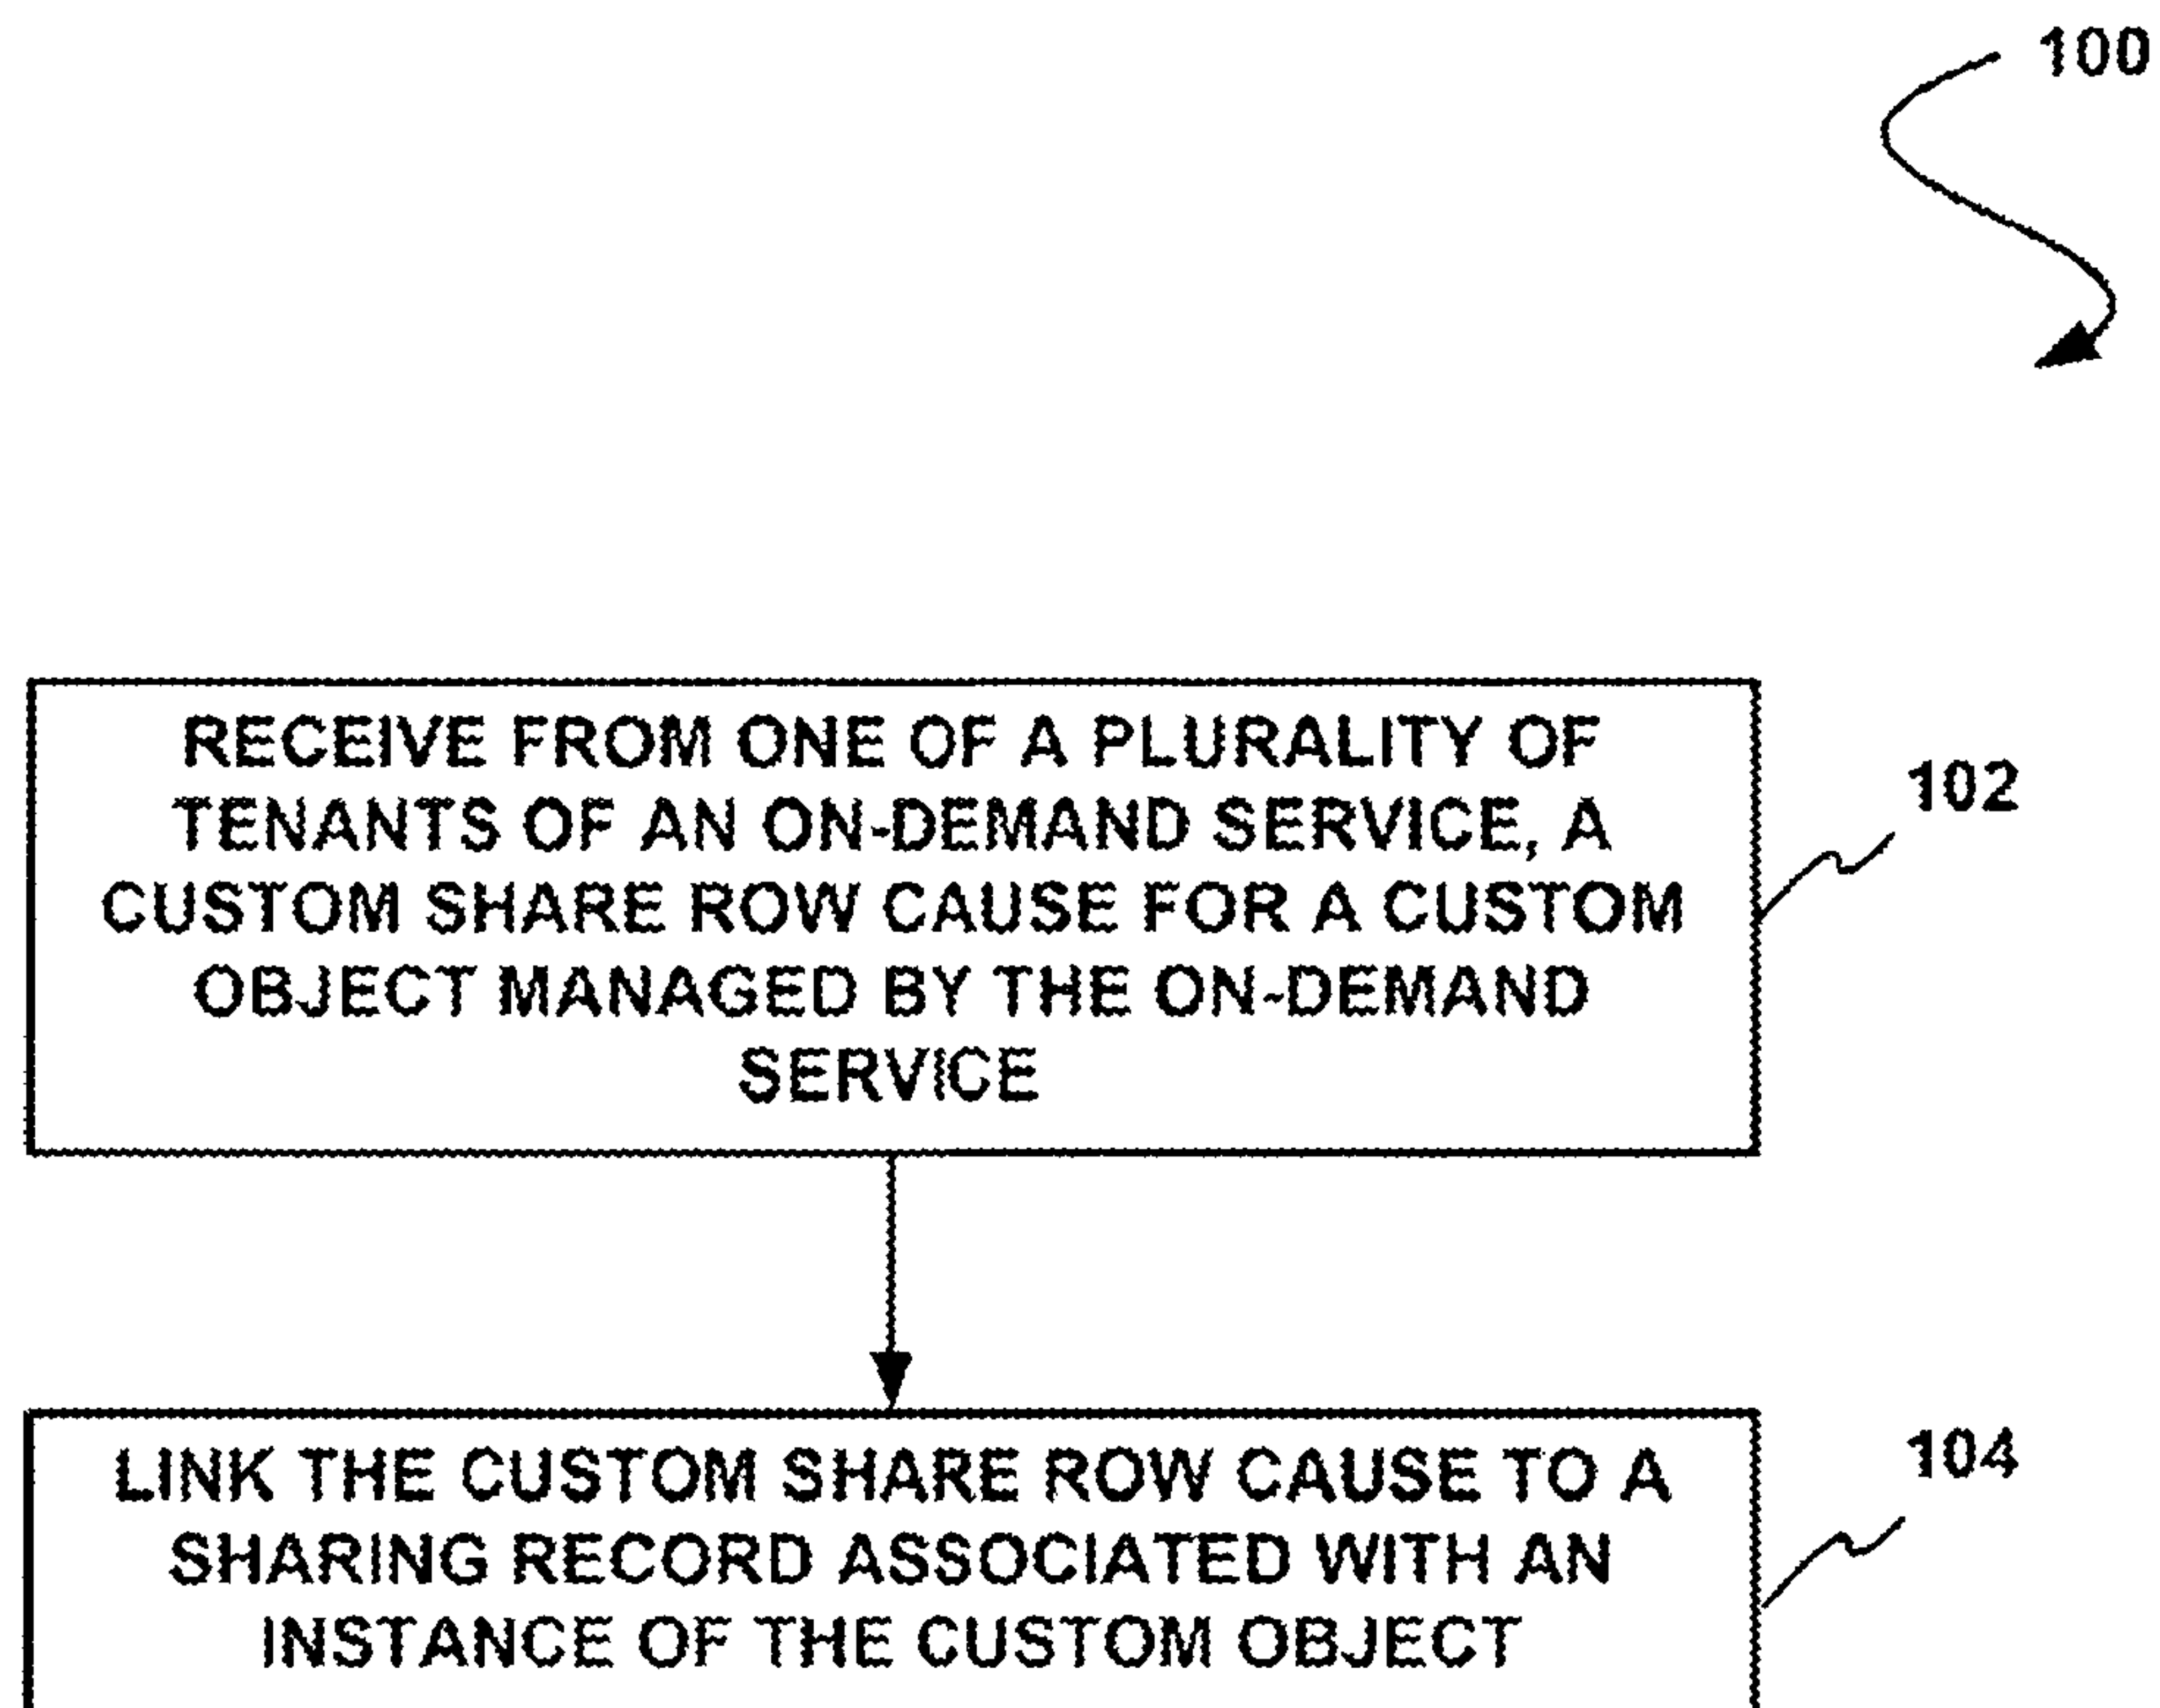 100
RECEIVE FROM ONE OF A PLURALITY OF
TENANTS OF AN ON-DEMAND SERVICE, A
CUSTOM SHARE ROW CAUSE FOR A CUSTOM
OBJECT MANAGED BY THE ON-DEMAND
SERVICE
102
LINK THE CUSTOM SHARE ROW CAUSE TO A
SHARING RECORD ASSOCIATED WITH AN
INSTANCE OF THE CUSTOM OBJECT
104